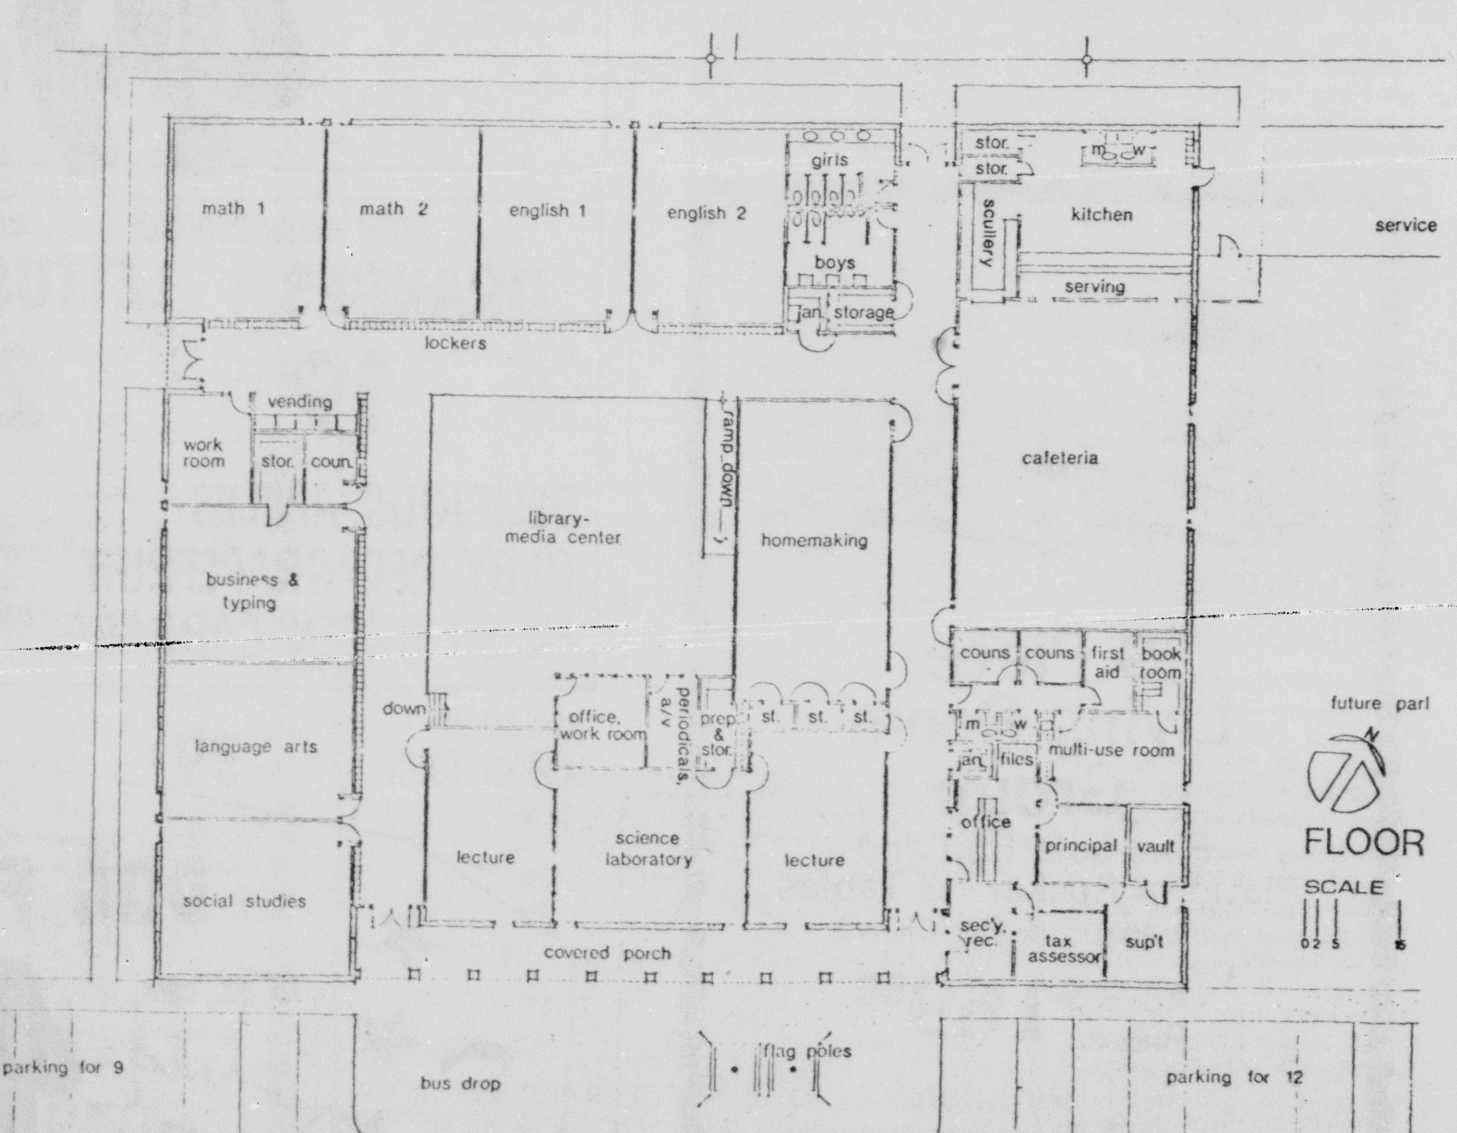 girls
stor.
m w
stor.
math 1
math 2
english 1
english 2
scullery
kitchen
service
boys
serving
jan.
storage
lockers
vending
work
room
stor.
coun.
ramp down
cafeteria
library-
media center
homemaking
business &
typing
couns
couns
first
aid
book
room
down
office,
work room
periodicals,
a/v
prep
&
stor.
st.
st.
st.
m w
language arts
jan.
files
multi-use room
future parl
N
office
science
laboratory
lecture
lecture
principal
vault
FLOOR
SCALE
0 2 5 15
social studies
sec'y,
rec.
tax
assessor
sup't
covered porch
flag poles
parking for 9
bus drop
parking for 12